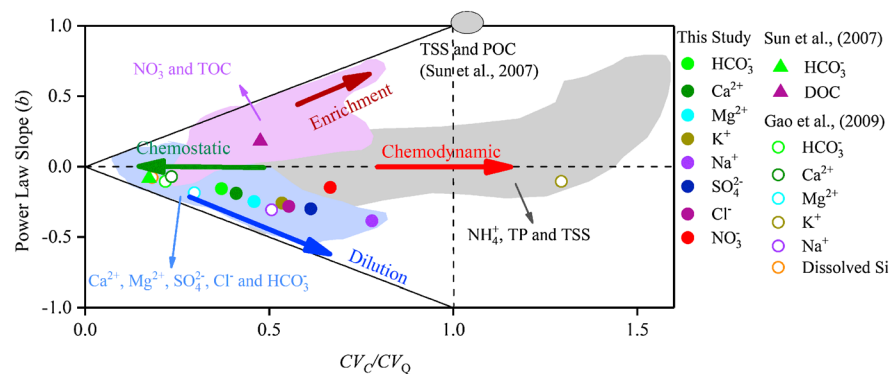 1.0
0.5
0.0
-0.5
-1.0
Power Law Slope (b)
0.0
0.5
1.0
1.5
CV_C/CV_Q
NO₃⁻ and TOC
Enrichment
TSS and POC
(Sun et al., 2007)
Chemostatic
Chemodynamic
NH₄⁺, TP and TSS
Dilution
Ca²⁺, Mg²⁺, SO₄²⁻, Cl⁻ and HCO₃⁻
This Study
HCO₃⁻
Ca²⁺
Mg²⁺
K⁺
Na⁺
SO₄²⁻
Cl⁻
NO₃⁻
Sun et al., (2007)
HCO₃⁻
DOC
Gao et al., (2009)
HCO₃⁻
Ca²⁺
Mg²⁺
K⁺
Na⁺
Dissolved Si